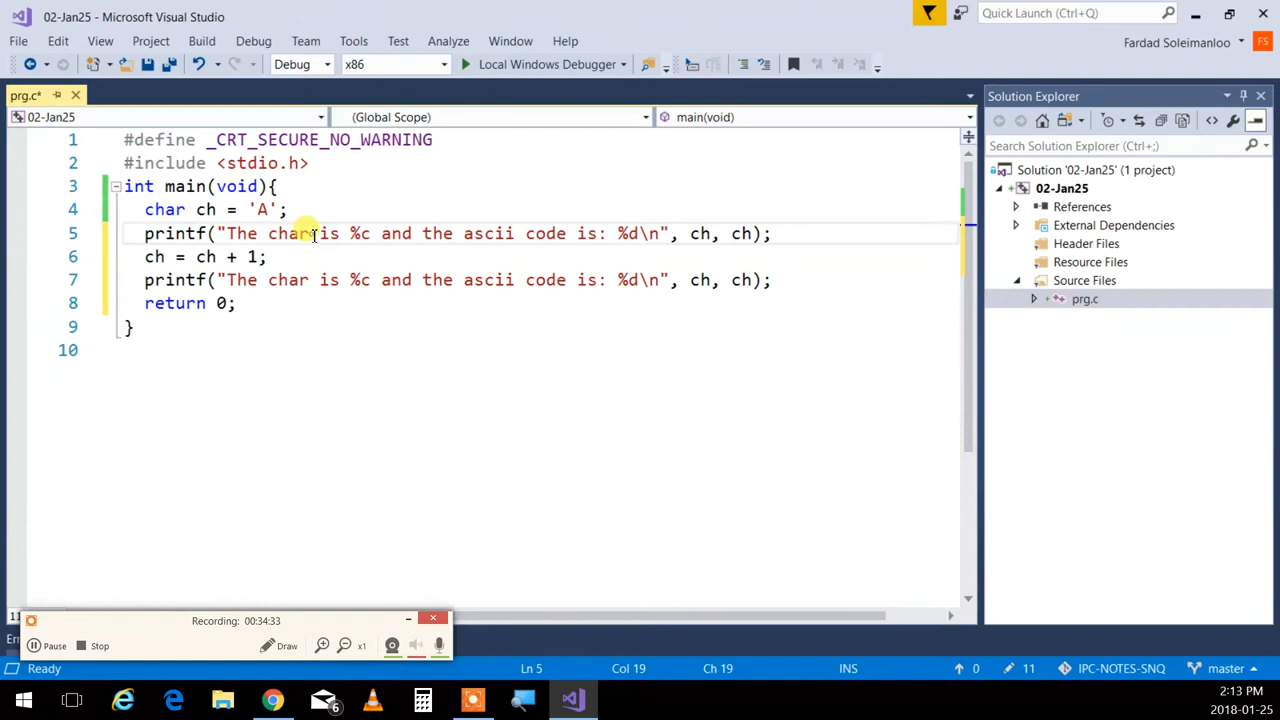 02-Jan25 - Microsoft Visual Studio
Quick Launch (Ctrl+Q)
File Edit View Project Build Debug Team Tools Test Analyze Window Help
Fardad Soleimanloo FS
Debug x86 Local Windows Debugger
prg.c*
Solution Explorer
02-Jan25 (Global Scope) main(void)
Search Solution Explorer (Ctrl+;)
Solution '02-Jan25' (1 project)
02-Jan25
References
External Dependencies
Header Files
Resource Files
Source Files
prg.c
1 #define _CRT_SECURE_NO_WARNING
2 #include <stdio.h>
3 int main(void){
4 char ch = 'A';
5 printf("The char is %c and the ascii code is: %d\n", ch, ch);
6 ch = ch + 1;
7 printf("The char is %c and the ascii code is: %d\n", ch, ch);
8 return 0;
9 }
10
Recording: 00:34:33
Pause Stop Draw x1
Ready Ln 5 Col 19 Ch 19 INS 0 11 IPC-NOTES-SNQ master
6
2:13 PM
2018-01-25